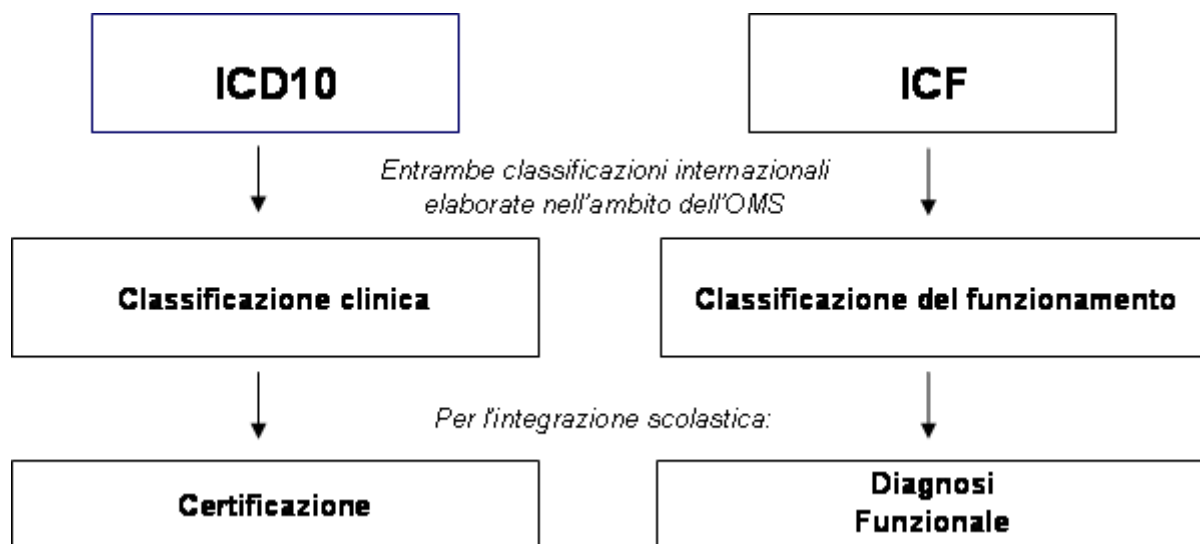 ICD10
ICF
Entrambe classificazioni internazionali
elaborate nell'ambito dell'OMS
Classificazione clinica
Classificazione del funzionamento
Per l'integrazione scolastica:
Certificazione
Diagnosi
Funzionale